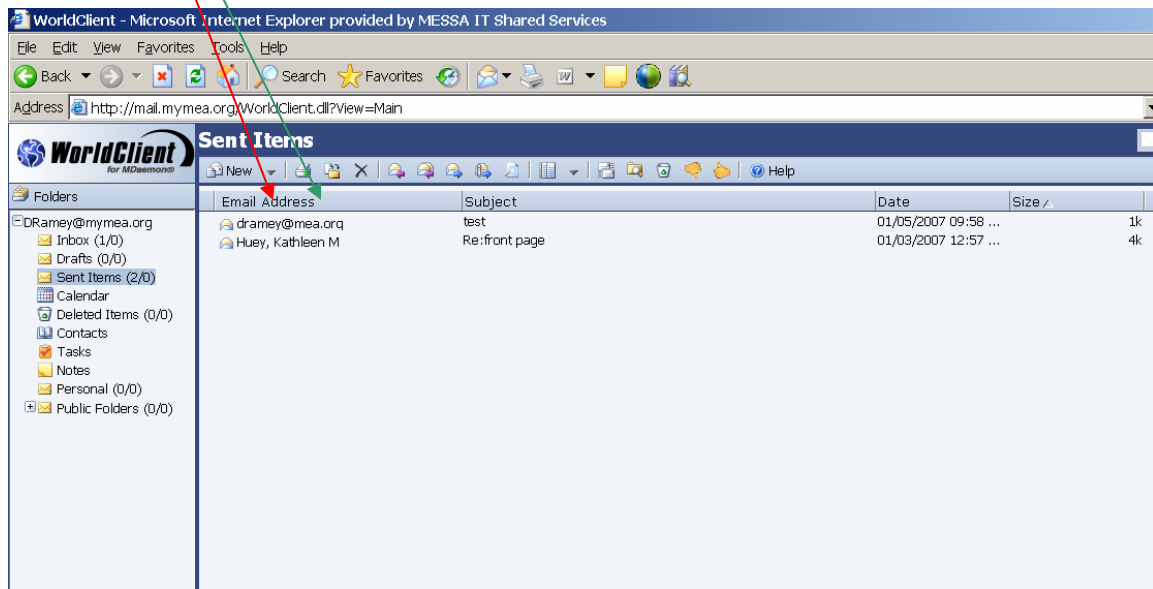 WorldClient - Microsoft Internet Explorer provided by MESSA IT Shared Services
File Edit View Favorites Tools Help
Back Search Favorites
Address http://mail.mymea.org/WorldClient.dll?View=Main
WorldClient
for MDaemon®
Sent Items
New Help
Folders
DRamey@mymea.org
Inbox (1/0)
Drafts (0/0)
Sent Items (2/0)
Calendar
Deleted Items (0/0)
Contacts
Tasks
Notes
Personal (0/0)
Public Folders (0/0)
Email Address Subject Date Size
dramey@mea.org test 01/05/2007 09:58 ... 1k
Huey, Kathleen M Re:front page 01/03/2007 12:57 ... 4k